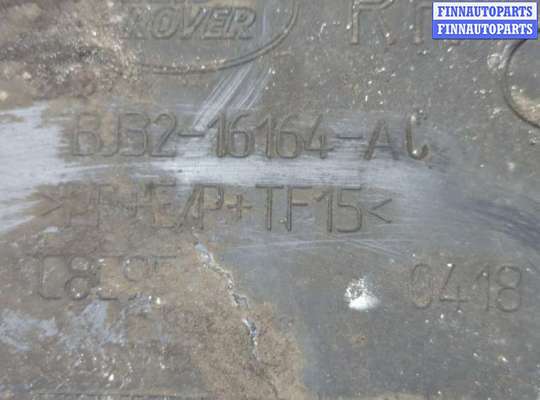 FINNAUTOPARTS
FINNAUTOPARTS
ROVER
BJ32-16164-AC
>PP+E/P+TF15<
0418